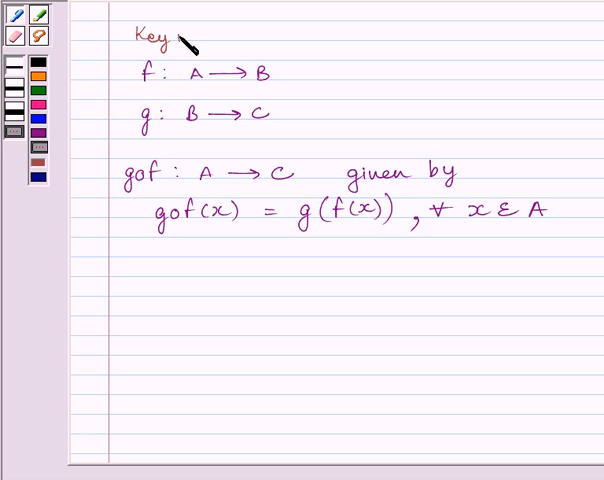 Key
f : A → B
g : B → C
gof : A → C given by
gof(x) = g(f(x)), ∀ x ε A